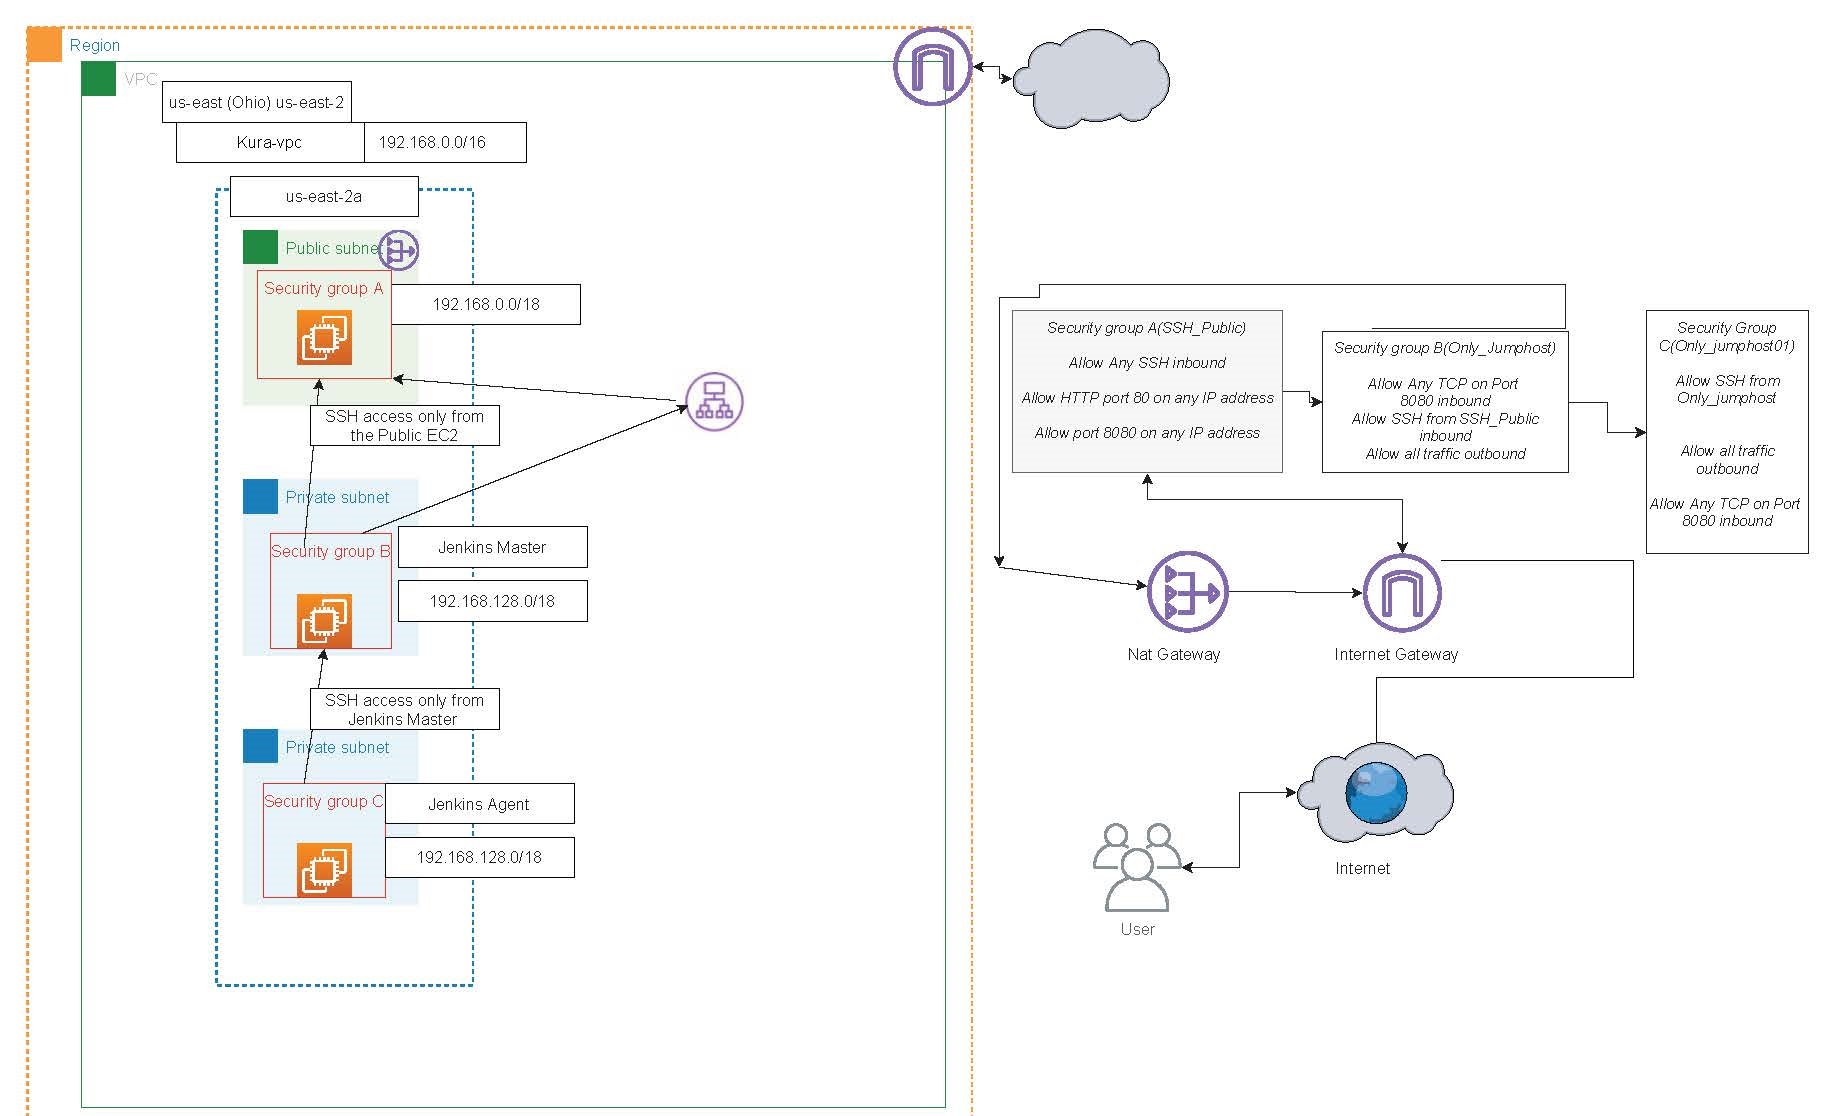 Region
VPC
us-east (Ohio) us-east-2
Kura-vpc
192.168.0.0/16
us-east-2a
Public subne
Security group A
192.168.0.0/18
SSH access only from
the Public EC2
Private subnet
Security group B
Jenkins Master
192.168.128.0/18
SSH access only from
Jenkins Master
Private subnet
Security group C
Jenkins Agent
192.168.128.0/18
Security group A(SSH_Public)
Allow Any SSH inbound
Allow HTTP port 80 on any IP address
Allow port 8080 on any IP address
Security group B(Only_Jumphost)
Allow Any TCP on Port
8080 inbound
Allow SSH from SSH_Public
inbound
Allow all traffic outbound
Security Group
C(Only_jumphost01)
Allow SSH from
Only_jumphost
Allow all traffic
outbound
Allow Any TCP on Port
8080 inbound
Nat Gateway
Internet Gateway
Internet
User